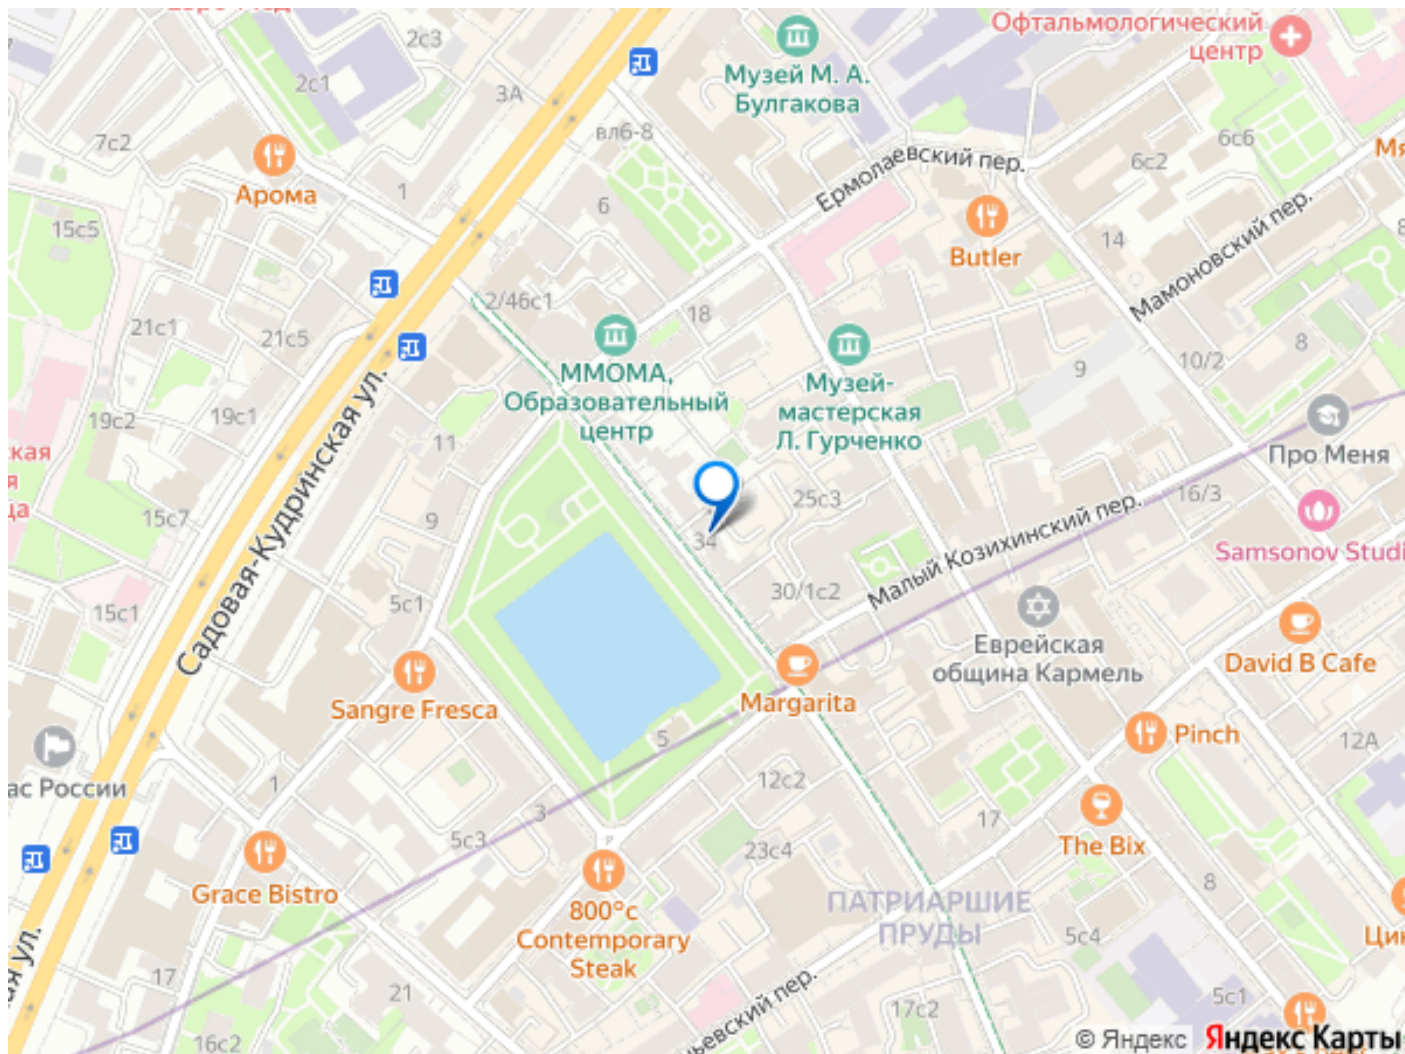 Офтальмологический
центр
2с3
Музей М. А.
Булгакова
2с1
3А
вл6-8
7с2
6с6
6с2
Ермолаевский пер.
Арома
1
6
15с5
14
Butler
Мамоновский пер.
2/46с1
18
21с1
21с5
8
10/2
9
ММОМА,
Образовательный
центр
Музей-
мастерская
Л. Гурченко
19с2
19с1
11
Садовая-Кудринская ул.
Про Меня
16/3
25с3
15с7
9
34
Малый Козихинский пер.
Samsonov Studi
30/1с2
5с1
15с1
Еврейская
община Кармель
David B Cafe
Sangre Fresca
Margarita
5
Pinch
12А
12с2
ас России
1
3
17
5с3
The Bix
23с4
Grace Bistro
8
800°c
Contemporary
Steak
ПАТРИАРШИЕ
ПРУДЫ
5с4
17
21
5с1
17с2
16с2
ьевский пер.
© Яндекс
Яндекс Карты